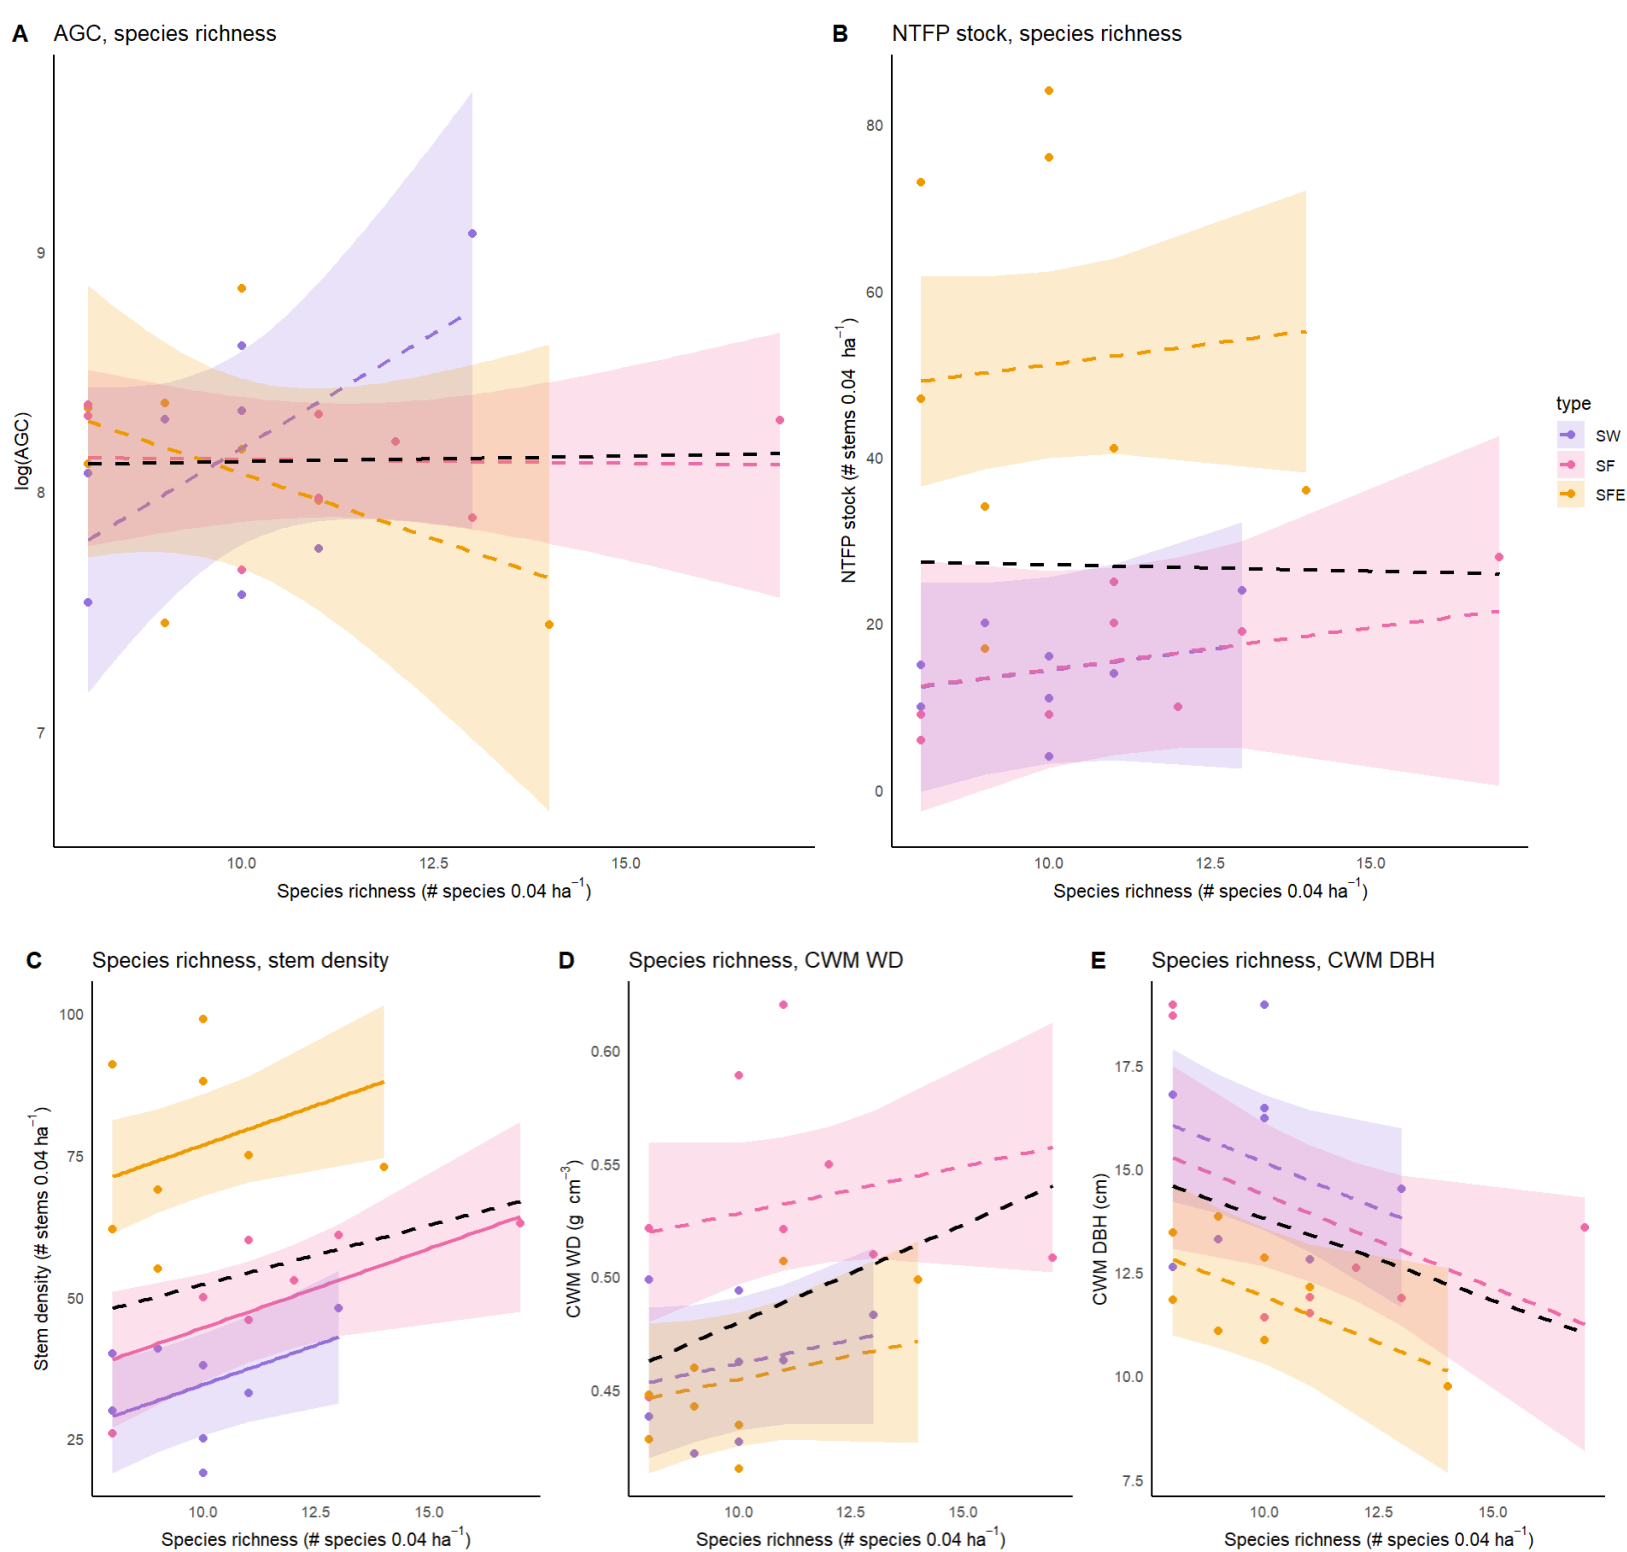 A AGC, species richness
log(AGC)
9
8
7
10.0 12.5 15.0
Species richness (# species 0.04 ha⁻¹)
B NTFP stock, species richness
NTFP stock (# stems 0.04 ha⁻¹)
80
60
40
20
0
10.0 12.5 15.0
Species richness (# species 0.04 ha⁻¹)
type
SW
SF
SFE
C Species richness, stem density
Stem density (# stems 0.04 ha⁻¹)
100
75
50
25
10.0 12.5 15.0
Species richness (# species 0.04 ha⁻¹)
D Species richness, CWM WD
CWM WD (g cm⁻³)
0.60
0.55
0.50
0.45
10.0 12.5 15.0
Species richness (# species 0.04 ha⁻¹)
E Species richness, CWM DBH
CWM DBH (cm)
17.5
15.0
12.5
10.0
7.5
10.0 12.5 15.0
Species richness (# species 0.04 ha⁻¹)